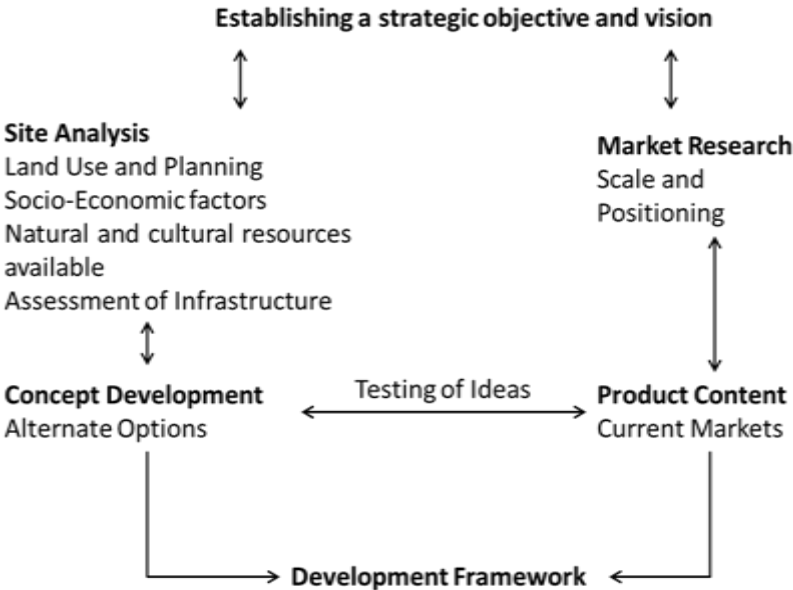 Establishing a strategic objective and vision
Site Analysis
Land Use and Planning
Socio-Economic factors
Natural and cultural resources
available
Assessment of Infrastructure
Market Research
Scale and
Positioning
Concept Development
Alternate Options
Testing of Ideas
Product Content
Current Markets
Development Framework